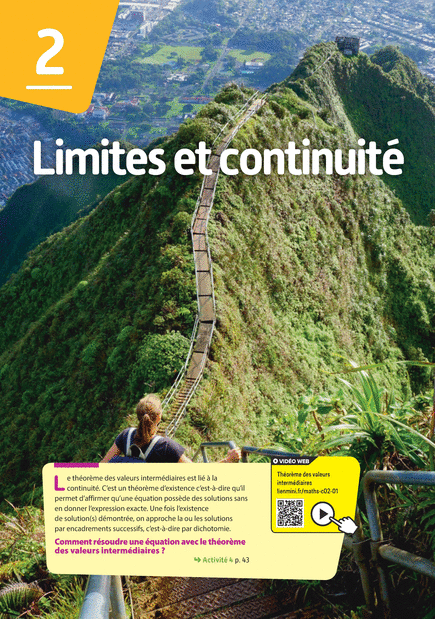 2
Limites et continuité
Le théorème des valeurs intermédiaires est lié à la
continuité. C'est un théorème d'existence c'est-à-dire qu'il
permet d'affirmer qu'une équation possède des solutions sans
en donner l'expression exacte. Une fois l'existence
de solution(s) démontrée, on approche la ou les solutions
par encadrements successifs, c'est-à-dire par dichotomie.
Comment résoudre une équation avec le théorème
des valeurs intermédiaires ?
Activité 4 p. 43
VIDÉO WEB
Théorème des valeurs
intermédiaires
lienmini.fr/maths-c02-01